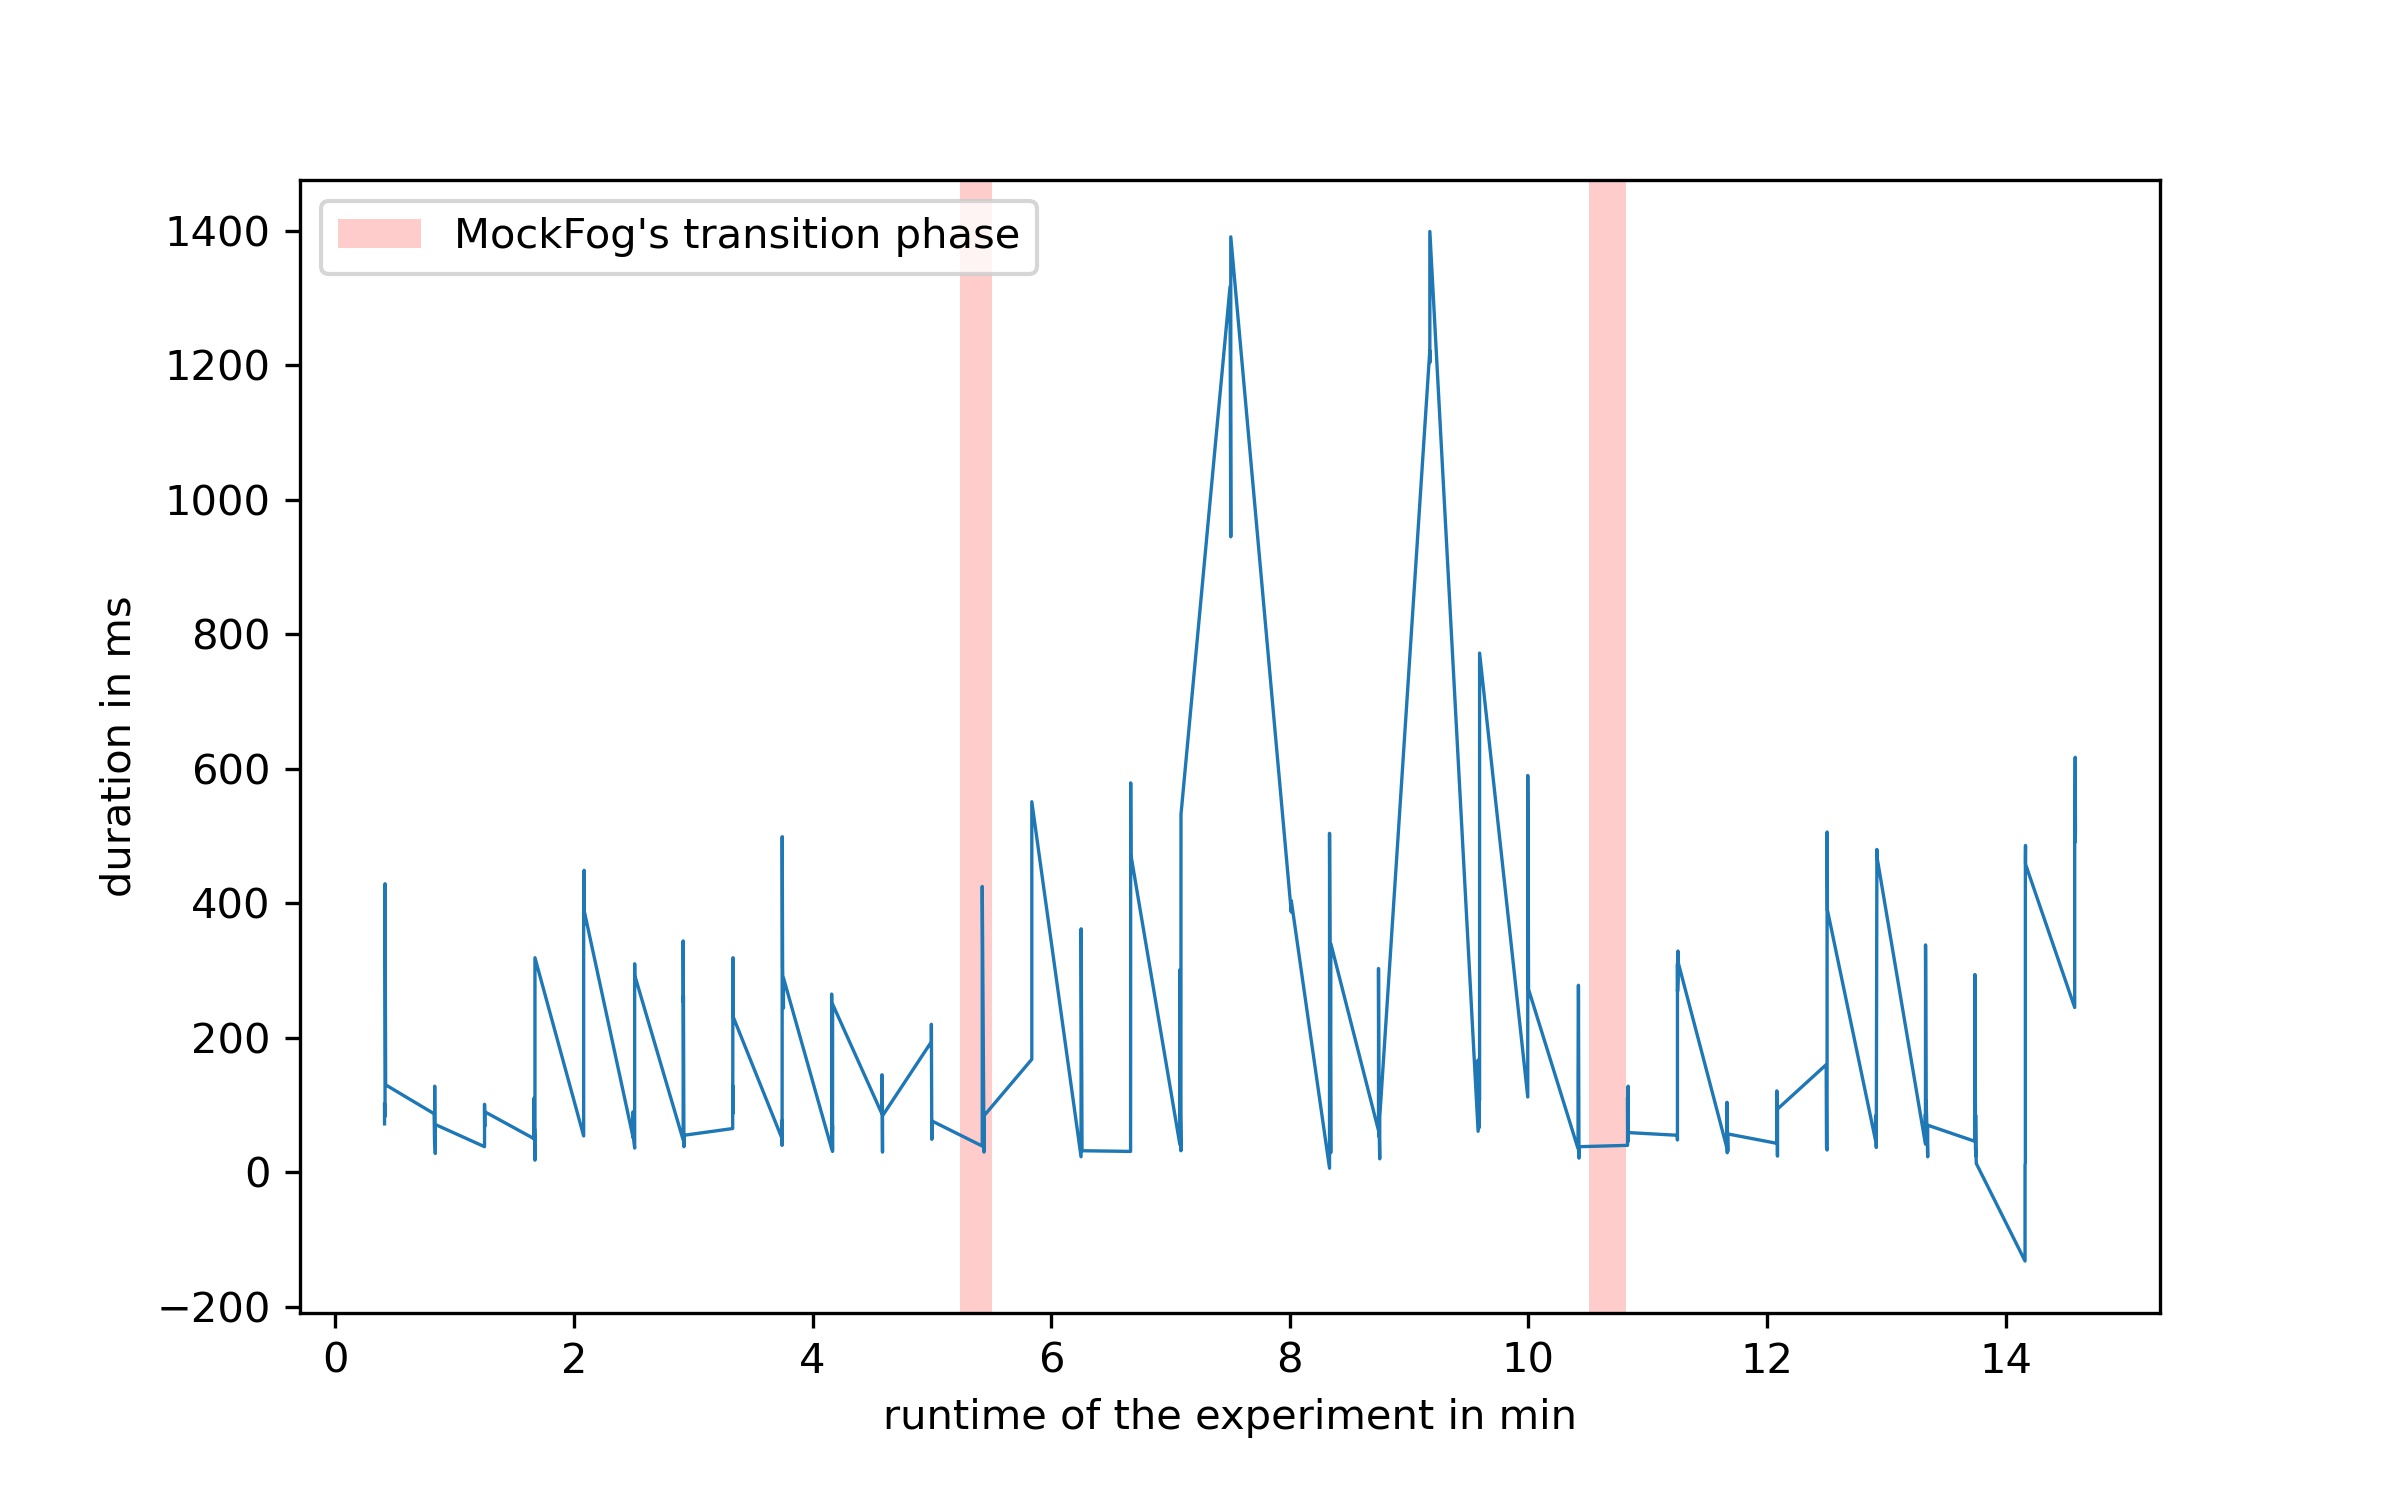 MockFog's transition phase
1400
1200
1000
800
600
400
200
0
−200
duration in ms
0 2 4 6 8 10 12 14
runtime of the experiment in min